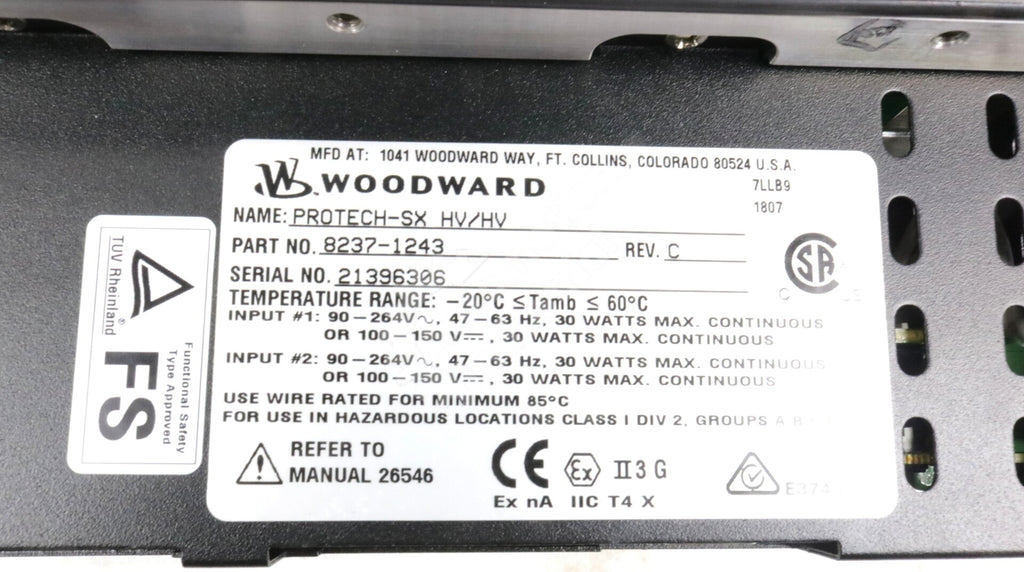 MFD AT: 1041 WOODWARD WAY, FT. COLLINS, COLORADO 80524 U.S.A.
WOODWARD
7LLB9
1807
NAME: PROTECH-SX HV/HV
PART NO. 8237-1243 REV. C
SERIAL NO. 21396306
TEMPERATURE RANGE: −20°C ≤ Tamb ≤ 60°C
INPUT #1: 90–264V∿, 47–63 Hz, 30 WATTS MAX. CONTINUOUS
OR 100–150 V⎓, 30 WATTS MAX. CONTINUOUS
INPUT #2: 90–264V∿, 47–63 Hz, 30 WATTS MAX. CONTINUOUS
OR 100–150 V⎓, 30 WATTS MAX. CONTINUOUS
USE WIRE RATED FOR MINIMUM 85°C
FOR USE IN HAZARDOUS LOCATIONS CLASS I DIV 2, GROUPS A
REFER TO
MANUAL 26546
CE Ex II 3 G
Ex nA IIC T4 X
SA
C US
TUV Rheinland®
FS
Functional Safety
Type Approved